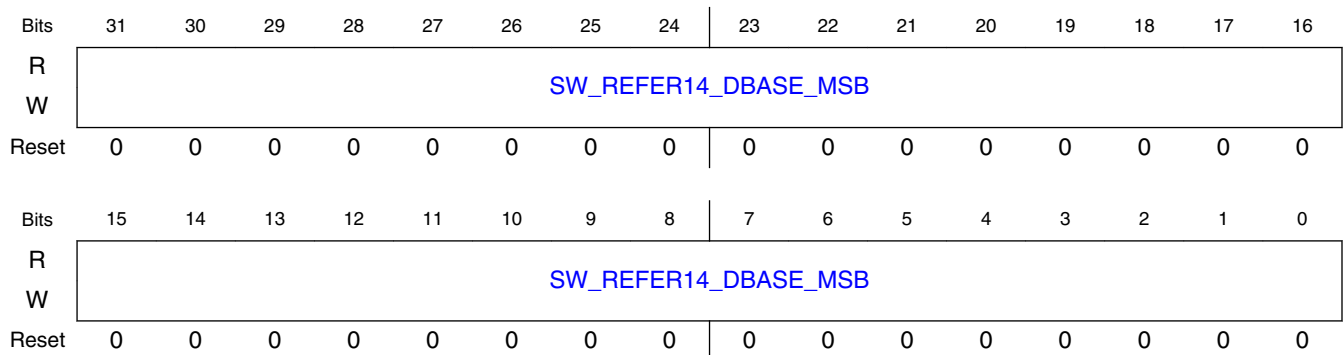 Bits 31 30 29 28 27 26 25 24 23 22 21 20 19 18 17 16
R
SW_REFER14_DBASE_MSB
W
Reset 0 0 0 0 0 0 0 0 0 0 0 0 0 0 0 0
Bits 15 14 13 12 11 10 9 8 7 6 5 4 3 2 1 0
R
SW_REFER14_DBASE_MSB
W
Reset 0 0 0 0 0 0 0 0 0 0 0 0 0 0 0 0